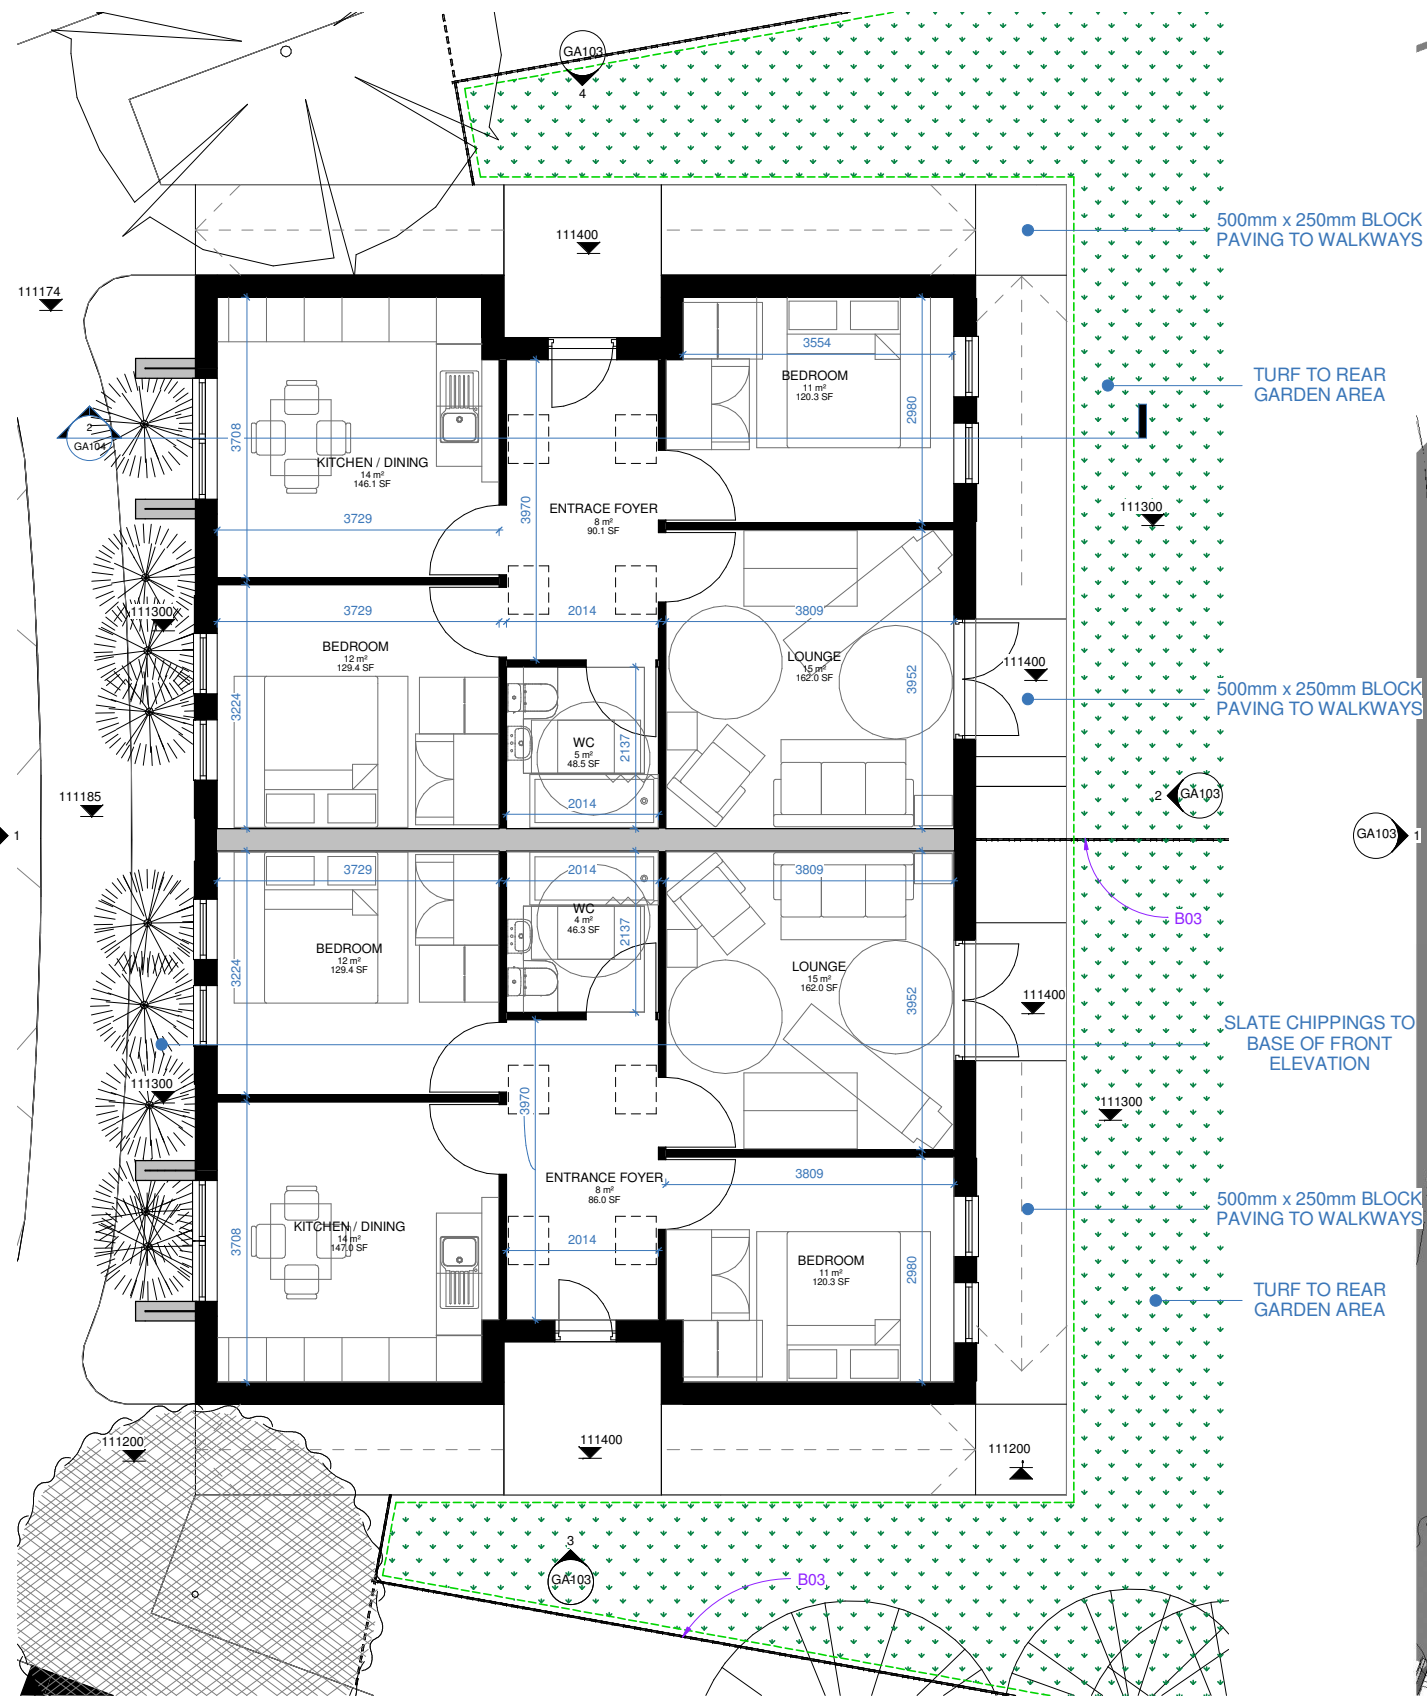 GA103
4
500mm x 250mm BLOCK
PAVING TO WALKWAYS
111400
111174
3554
BEDROOM
11 m²
120.3 SF
2980
TURF TO REAR
GARDEN AREA
2
GA104
3708
KITCHEN / DINING
14 m²
146.1 SF
3729
3970
ENTRACE FOYER
8 m²
90.1 SF
111300
111300
3729
2014
3809
BEDROOM
12 m²
129.4 SF
3224
LOUNGE
15 m²
162.0 SF
3952
111400
500mm x 250mm BLOCK
PAVING TO WALKWAYS
WC
5 m²
48.5 SF
2137
2014
111185
2
GA103
1
GA103
1
3729
2014
3809
WC
4 m²
46.3 SF
2137
B03
BEDROOM
12 m²
129.4 SF
3224
LOUNGE
15 m²
162.0 SF
3952
111400
SLATE CHIPPINGS TO
BASE OF FRONT
ELEVATION
111300
111300
3970
ENTRANCE FOYER
8 m²
86.0 SF
3809
500mm x 250mm BLOCK
PAVING TO WALKWAYS
KITCHEN / DINING
14 m²
147.0 SF
3708
2014
BEDROOM
11 m²
120.3 SF
2980
TURF TO REAR
GARDEN AREA
111200
111400
111200
3
GA103
B03